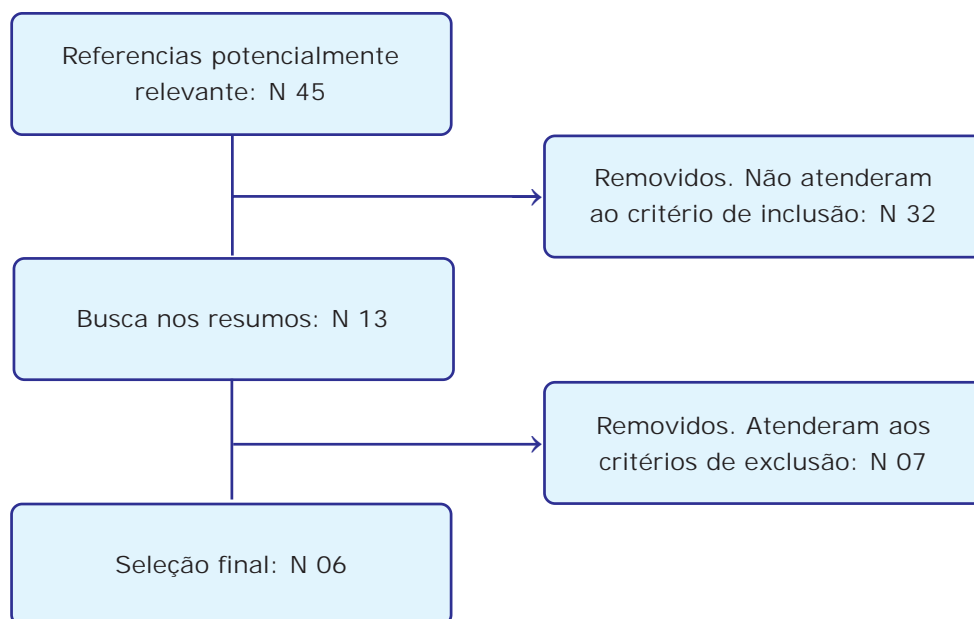 Referencias potencialmente
relevante: N 45
Removidos. Não atenderam
ao critério de inclusão: N 32
Busca nos resumos: N 13
Removidos. Atenderam aos
critérios de exclusão: N 07
Seleção final: N 06